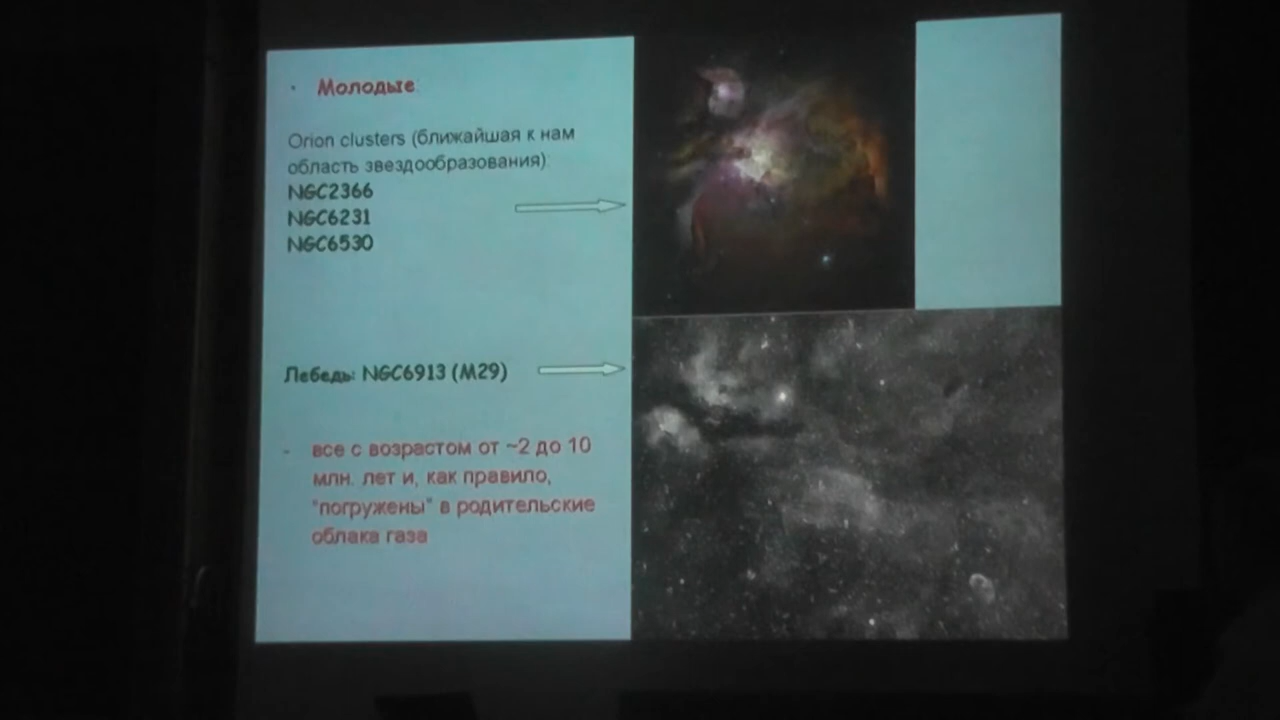 • Молодые:
Orion clusters (ближайшая к нам
область звездообразования):
NGC2366
NGC6231
NGC6530
Лебедь: NGC6913 (M29)
- все с возрастом от ~2 до 10
млн. лет и, как правило,
"погружены" в родительские
облака газа